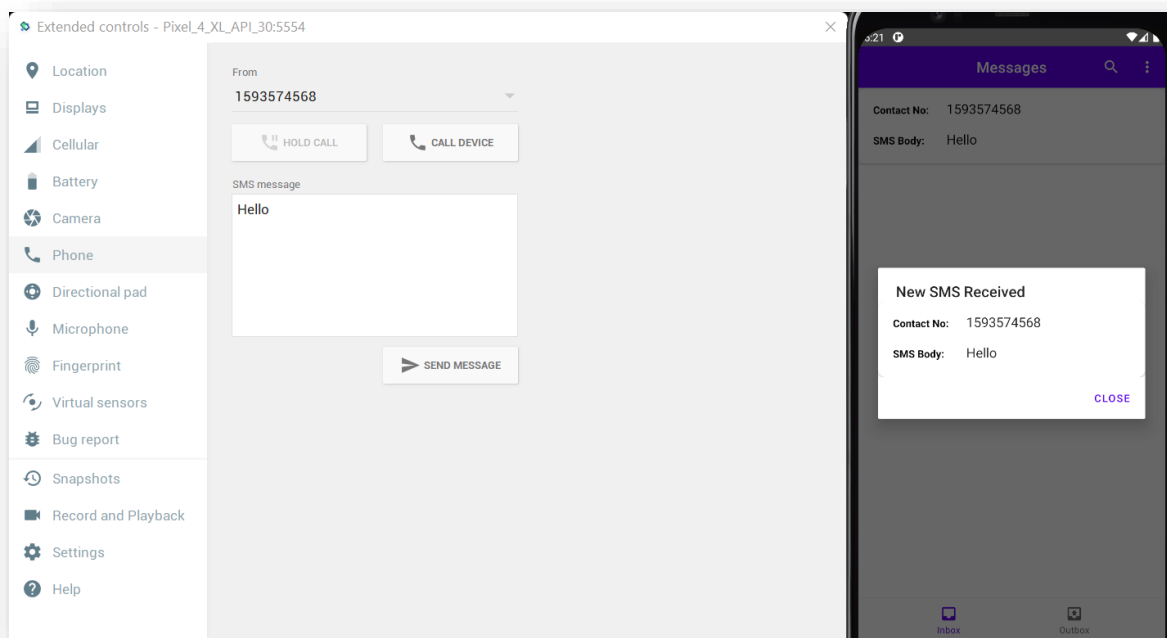 Extended controls - Pixel_4_XL_API_30:5554
Location
Displays
Cellular
Battery
Camera
Phone
Directional pad
Microphone
Fingerprint
Virtual sensors
Bug report
Snapshots
Record and Playback
Settings
Help
From
1593574568
HOLD CALL
CALL DEVICE
SMS message
Hello
SEND MESSAGE
:21
Messages
Contact No: 1593574568
SMS Body: Hello
New SMS Received
Contact No: 1593574568
SMS Body: Hello
CLOSE
Inbox
Outbox